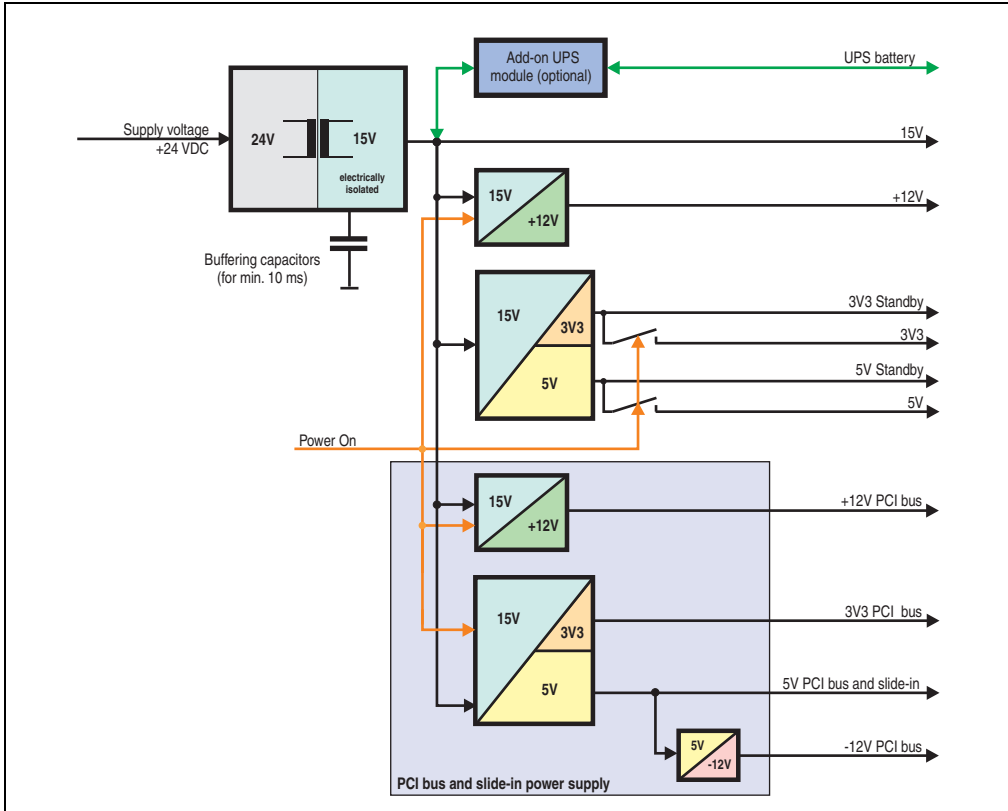 Add-on UPS
module (optional)
UPS battery
Supply voltage
+24 VDC
24V
15V
electrically
isolated
15V
15V
+12V
+12V
Buffering capacitors
(for min. 10 ms)
15V
3V3
5V
3V3 Standby
3V3
5V Standby
5V
Power On
15V
+12V
+12V PCI bus
15V
3V3
5V
3V3 PCI bus
5V PCI bus and slide-in
5V
-12V
-12V PCI bus
PCI bus and slide-in power supply